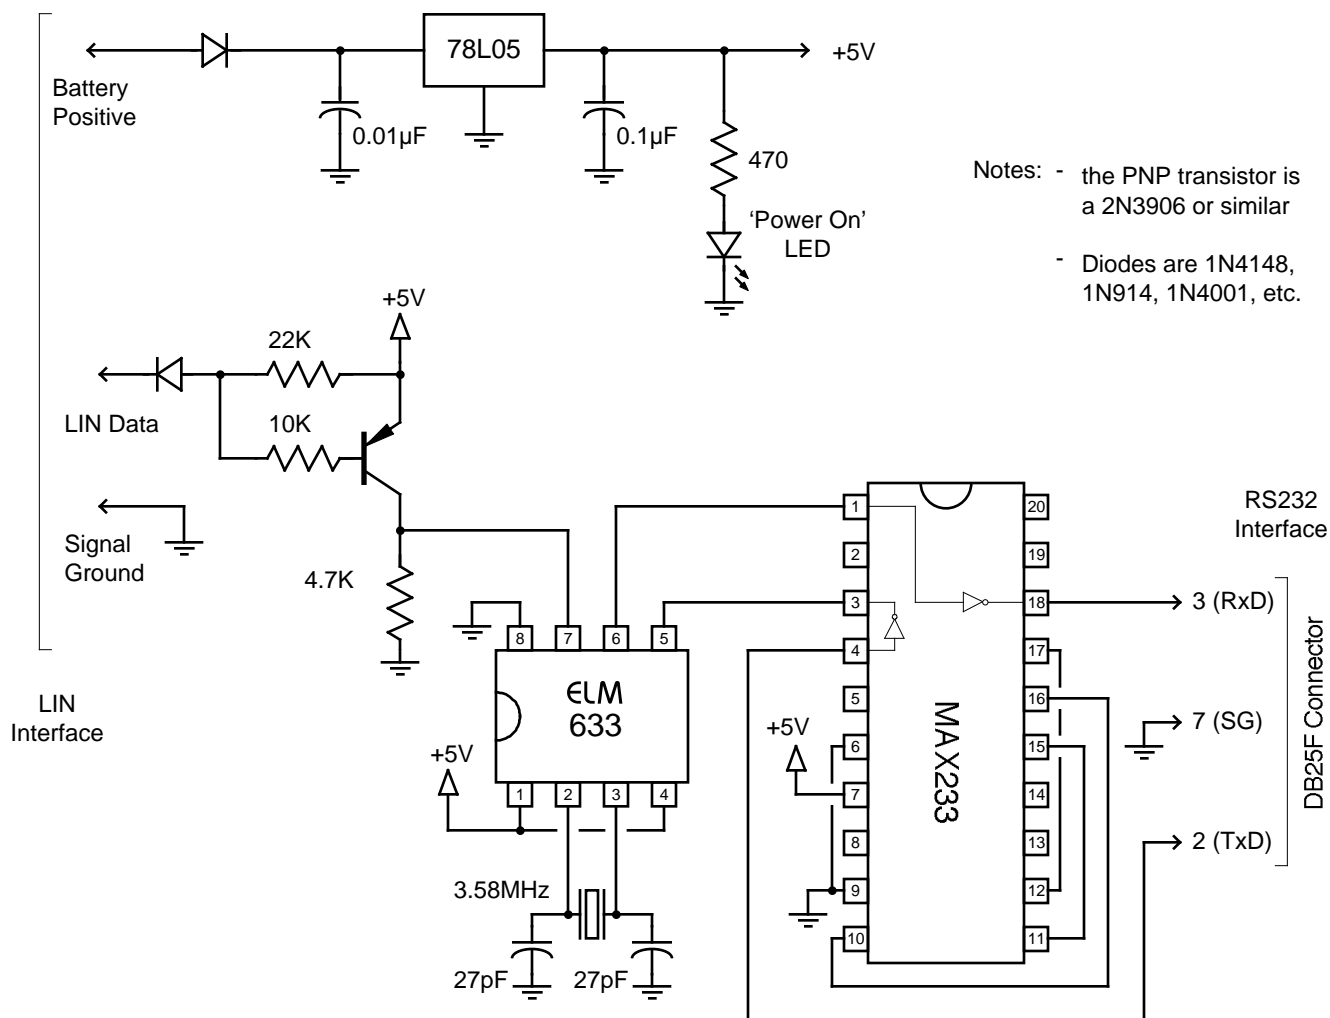 78L05
+5V
Battery
Positive
0.01µF
0.1µF
470
Notes: - the PNP transistor is
a 2N3906 or similar
- Diodes are 1N4148,
1N914, 1N4001, etc.
‘Power On’
LED
+5V
22K
LIN Data
10K
Signal
Ground
4.7K
LIN
Interface
8 7 6 5
ELM
633
+5V
1 2 3 4
3.58MHz
27pF 27pF
1 20
2 19
3 18
4 17
5 16
6 15
7 14
8 13
9 12
10 11
MAX233
+5V
RS232
Interface
3 (RxD)
7 (SG)
2 (TxD)
DB25F Connector